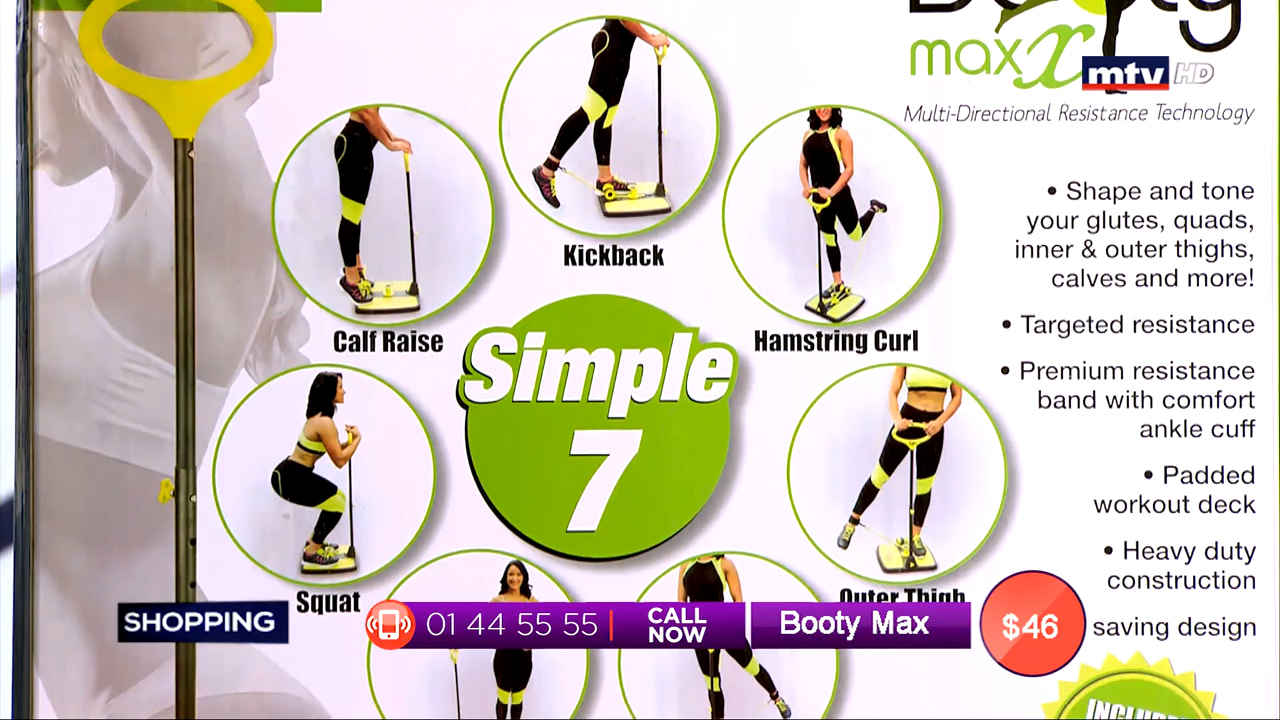 Booty
maxx
mtv HD
Multi-Directional Resistance Technology
• Shape and tone
your glutes, quads,
inner & outer thighs,
calves and more!
• Targeted resistance
• Premium resistance
band with comfort
ankle cuff
• Padded
workout deck
• Heavy duty
construction
saving design
Kickback
Calf Raise
Hamstring Curl
Simple
7
Squat
Outer Thigh
SHOPPING
01 44 55 55
CALL
NOW
Booty Max
$46